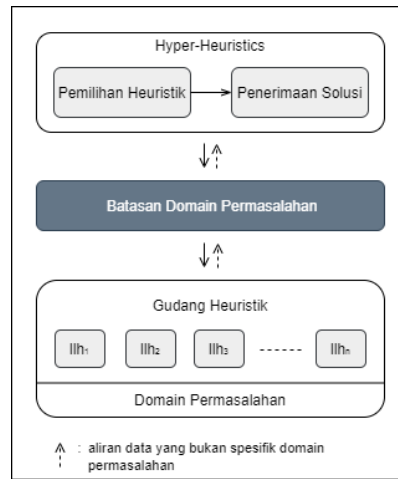 Hyper-Heuristics
Pemilihan Heuristik
Penerimaan Solusi
Batasan Domain Permasalahan
Gudang Heuristik
llh₁
llh₂
llh₃
llhₙ
Domain Permasalahan
: aliran data yang bukan spesifik domain
permasalahan